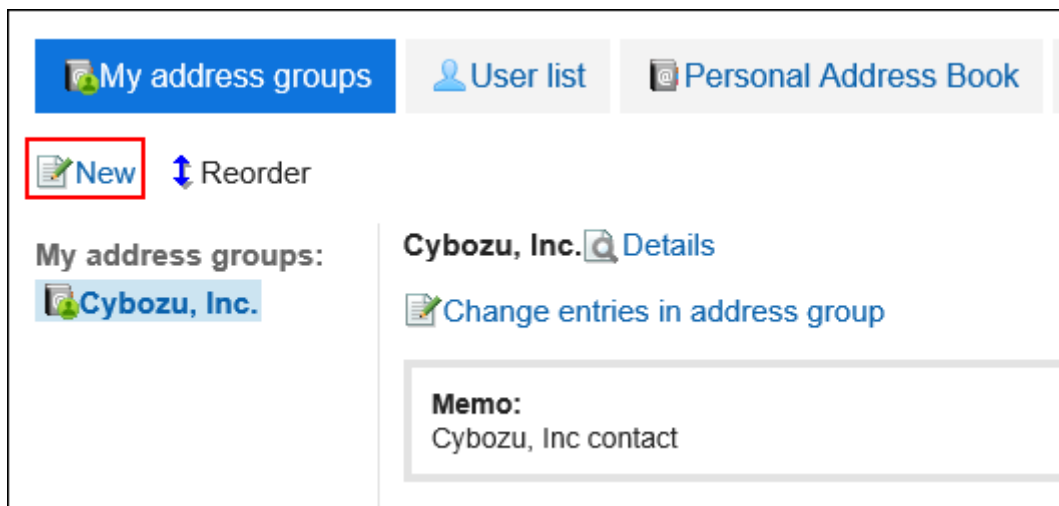 My address groups User list Personal Address Book
New Reorder
My address groups:
Cybozu, Inc.
Cybozu, Inc. Details
Change entries in address group
Memo:
Cybozu, Inc contact